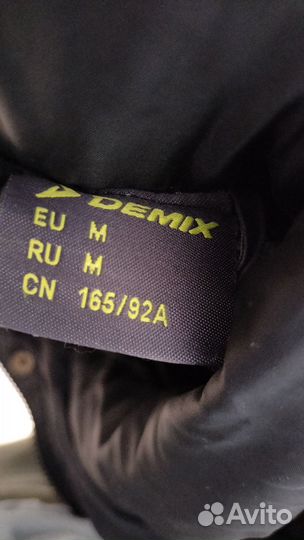 DEMIX
EU M
RU M
CN 165/92A
Avito